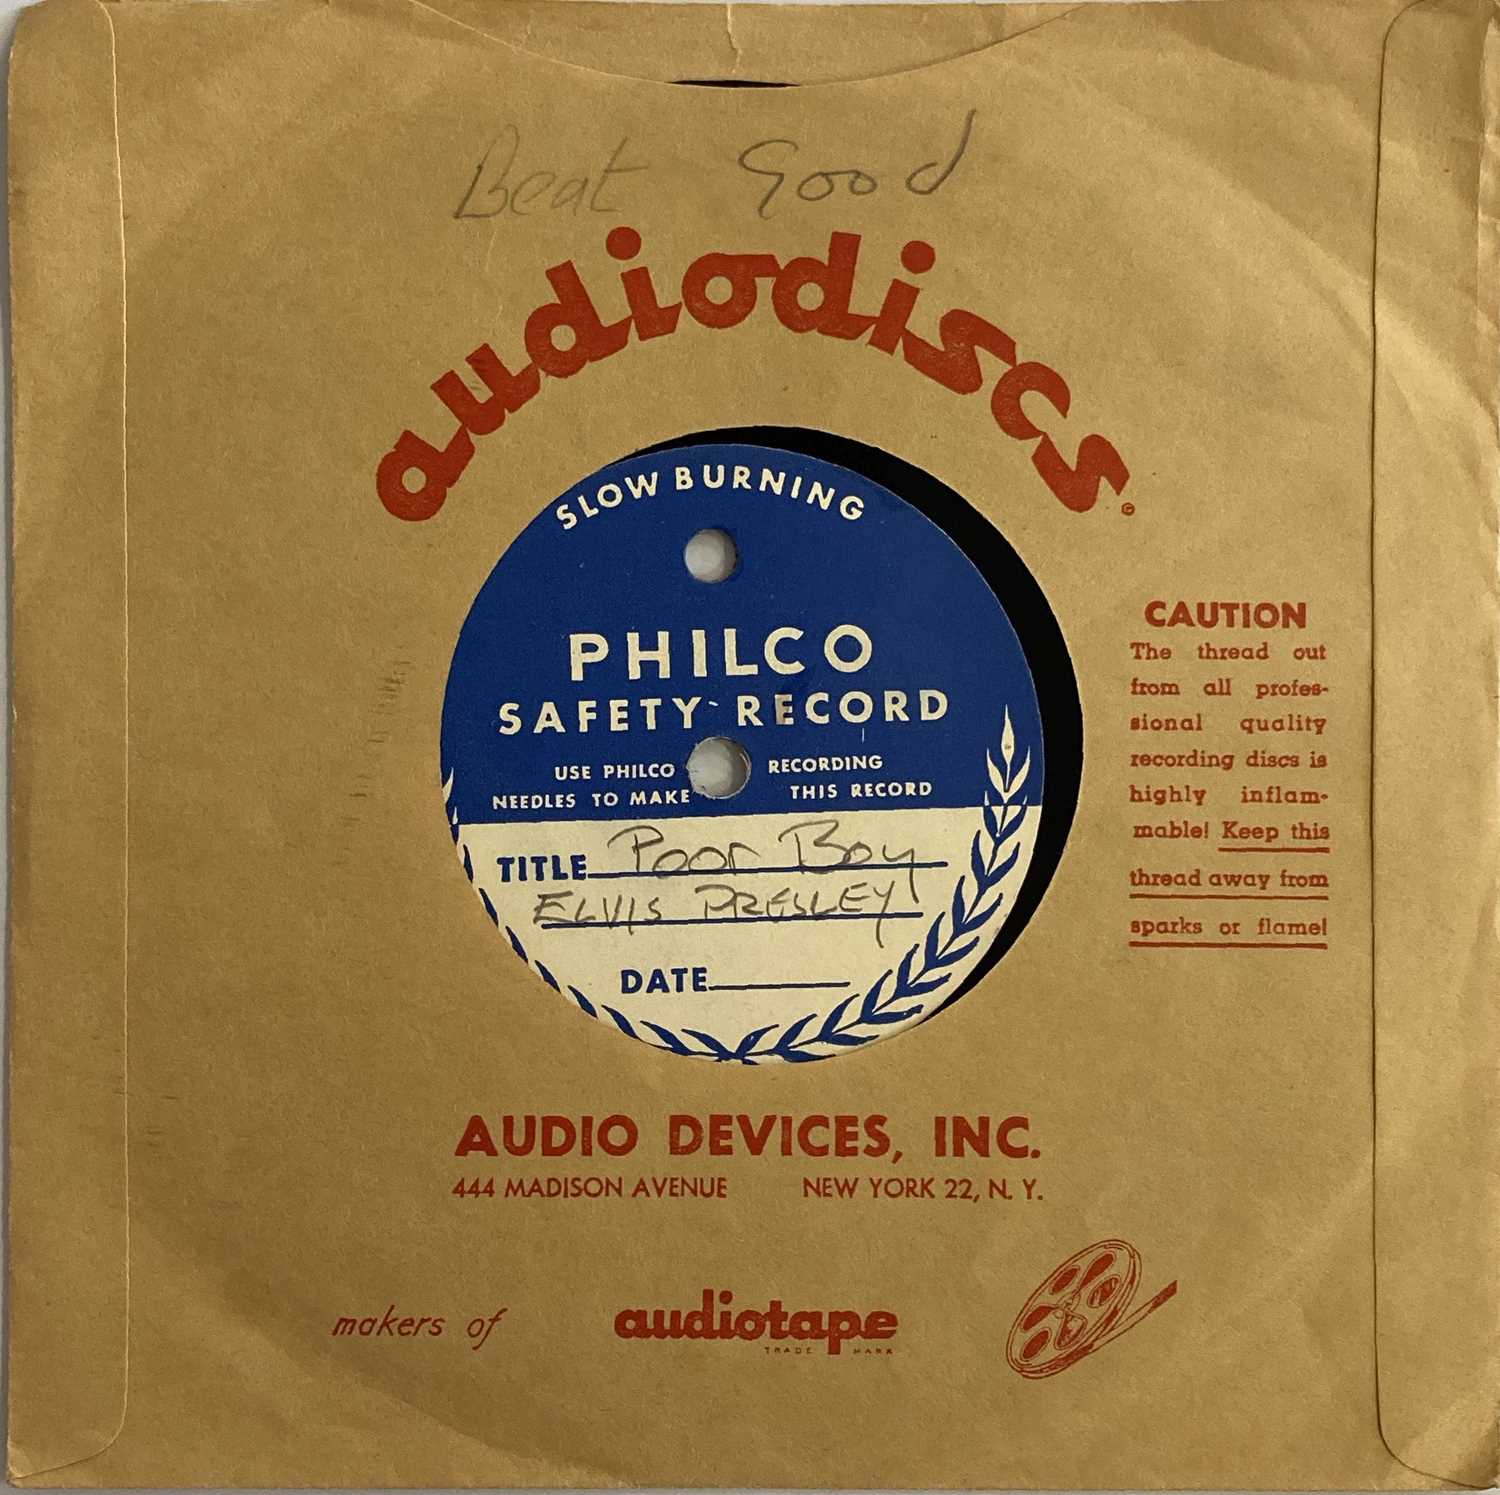 Beat Good
audiodiscs
©
SLOW BURNING
PHILCO
SAFETY RECORD
USE PHILCO RECORDING
NEEDLES TO MAKE THIS RECORD
TITLE Poor Boy
ELVIS PRESLEY
DATE
CAUTION
The thread out
from all profes-
sional quality
recording discs is
highly inflam-
mable! Keep this
thread away from
sparks or flame!
AUDIO DEVICES, INC.
444 MADISON AVENUE NEW YORK 22, N. Y.
makers of audiotape
TRADE MARK